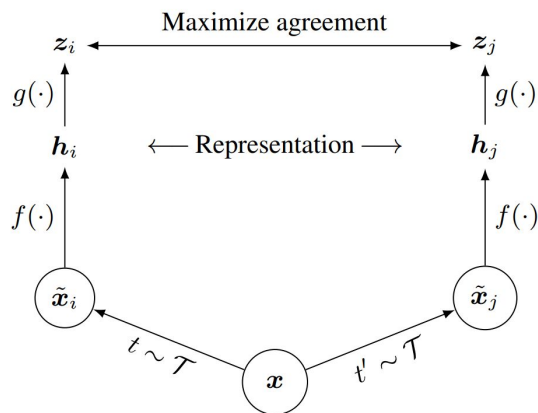 Maximize agreement
z_i z_j
g(·) g(·)
h_i ← Representation → h_j
f(·) f(·)
x̃_i x̃_j
t ∼ 𝒯 t′ ∼ 𝒯
x